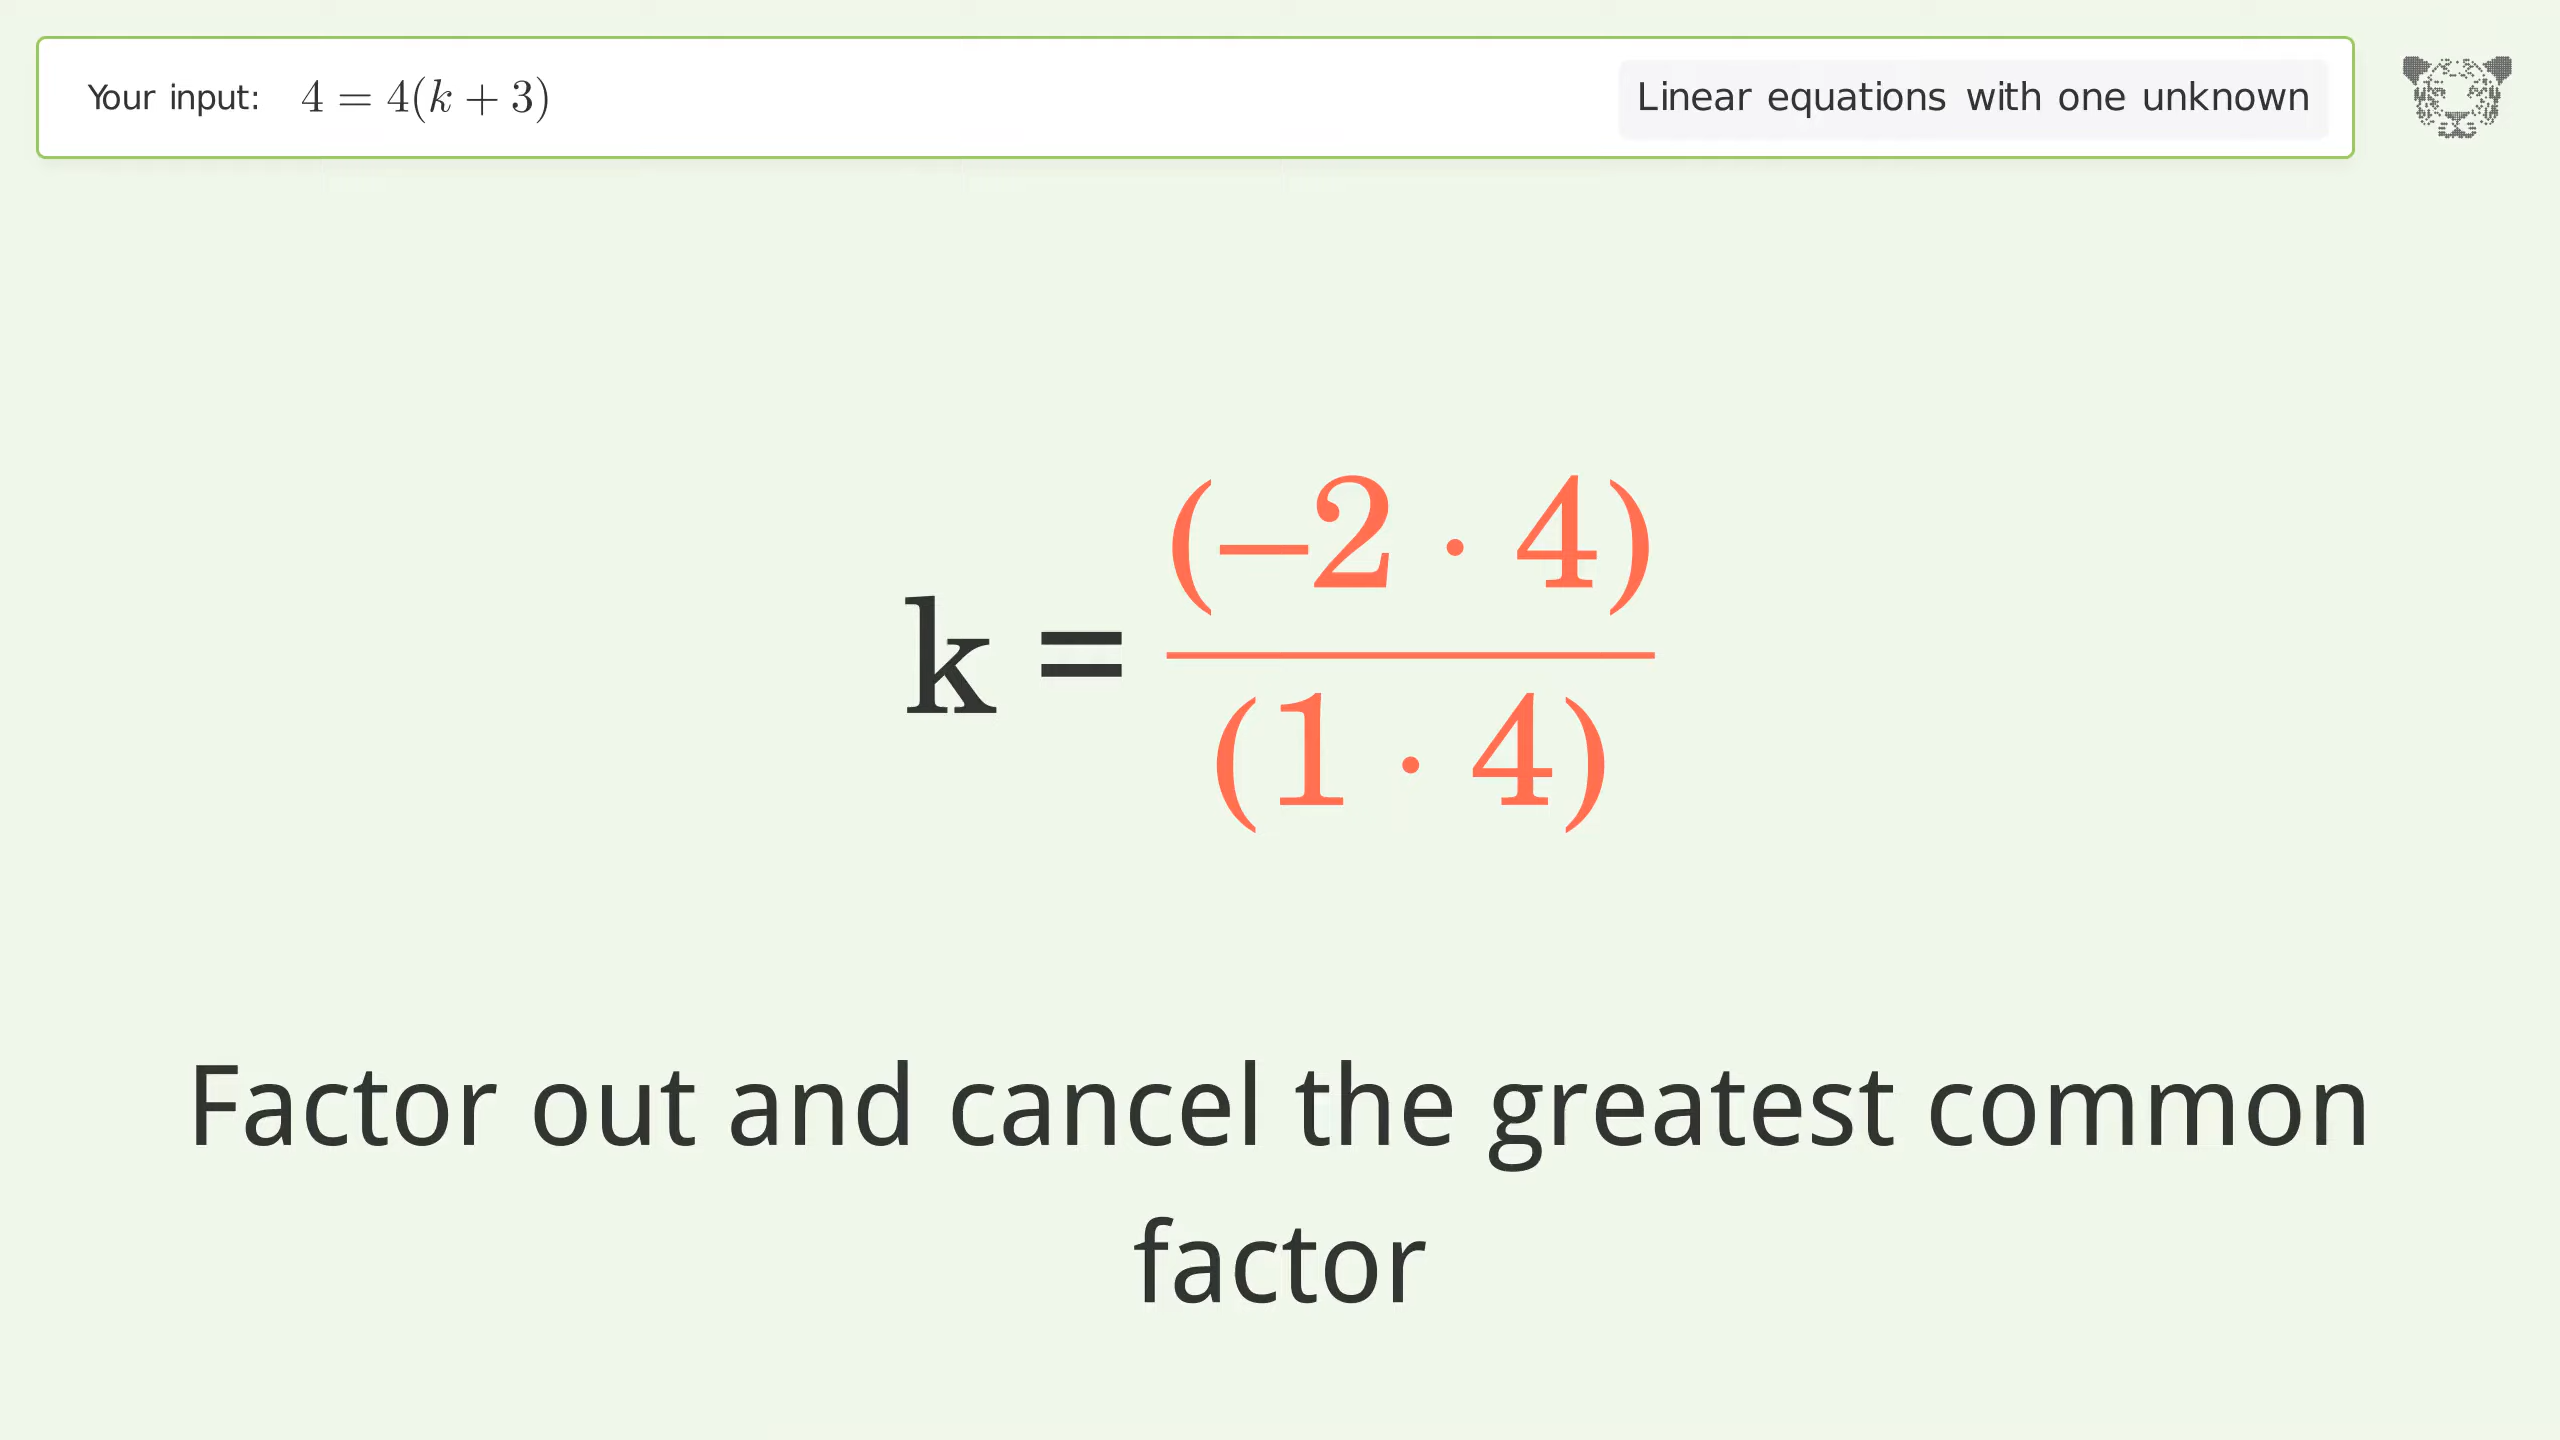 Your input: 4 = 4(k + 3) Linear equations with one unknown
(−2 · 4)
k =
(1 · 4)
Factor out and cancel the greatest common
factor